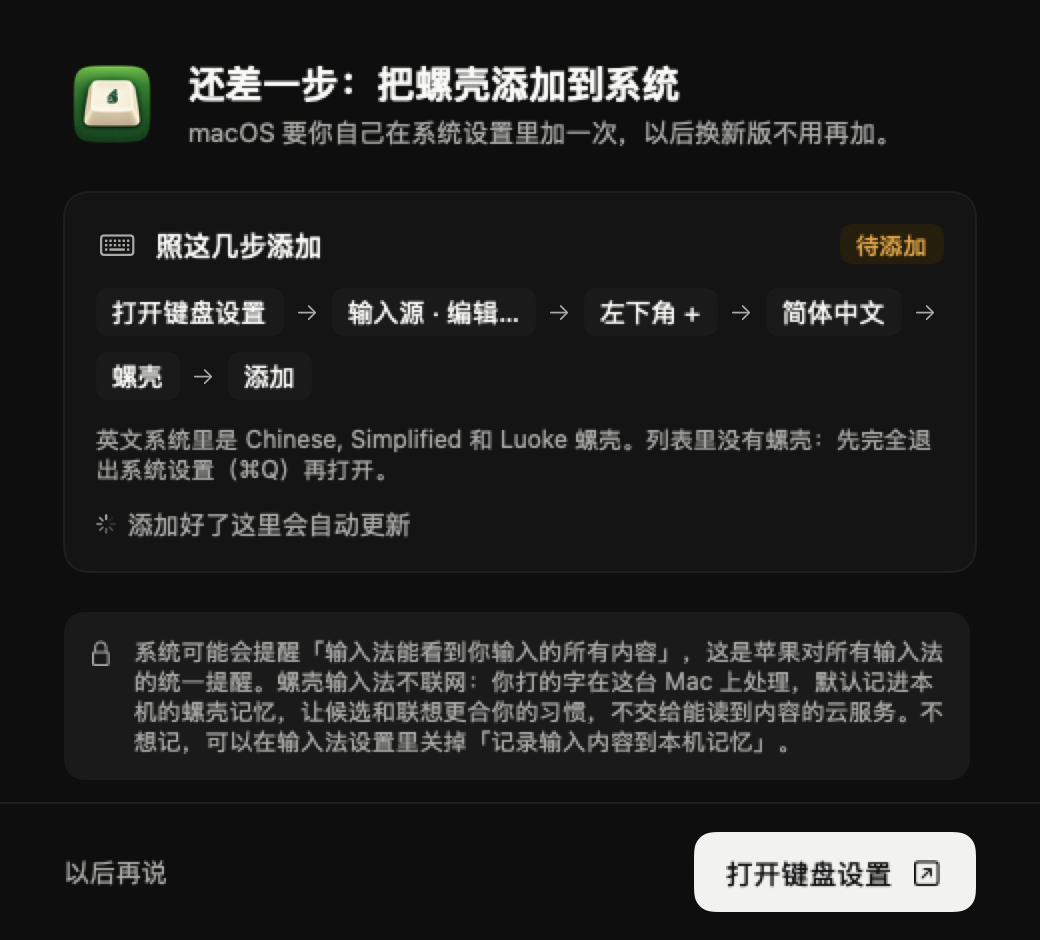 还差一步：把螺壳添加到系统
macOS 要你自己在系统设置里加一次，以后换新版不用再加。
照这几步添加
待添加
打开键盘设置 → 输入源 · 编辑... → 左下角 + → 简体中文 →
螺壳 → 添加
英文系统里是 Chinese, Simplified 和 Luoke 螺壳。列表里没有螺壳：先完全退
出系统设置（⌘Q）再打开。
添加好了这里会自动更新
系统可能会提醒「输入法能看到你输入的所有内容」，这是苹果对所有输入法
的统一提醒。螺壳输入法不联网：你打的字在这台 Mac 上处理，默认记进本
机的螺壳记忆，让候选和联想更合你的习惯，不交给能读到内容的云服务。不
想记，可以在输入法设置里关掉「记录输入内容到本机记忆」。
以后再说
打开键盘设置